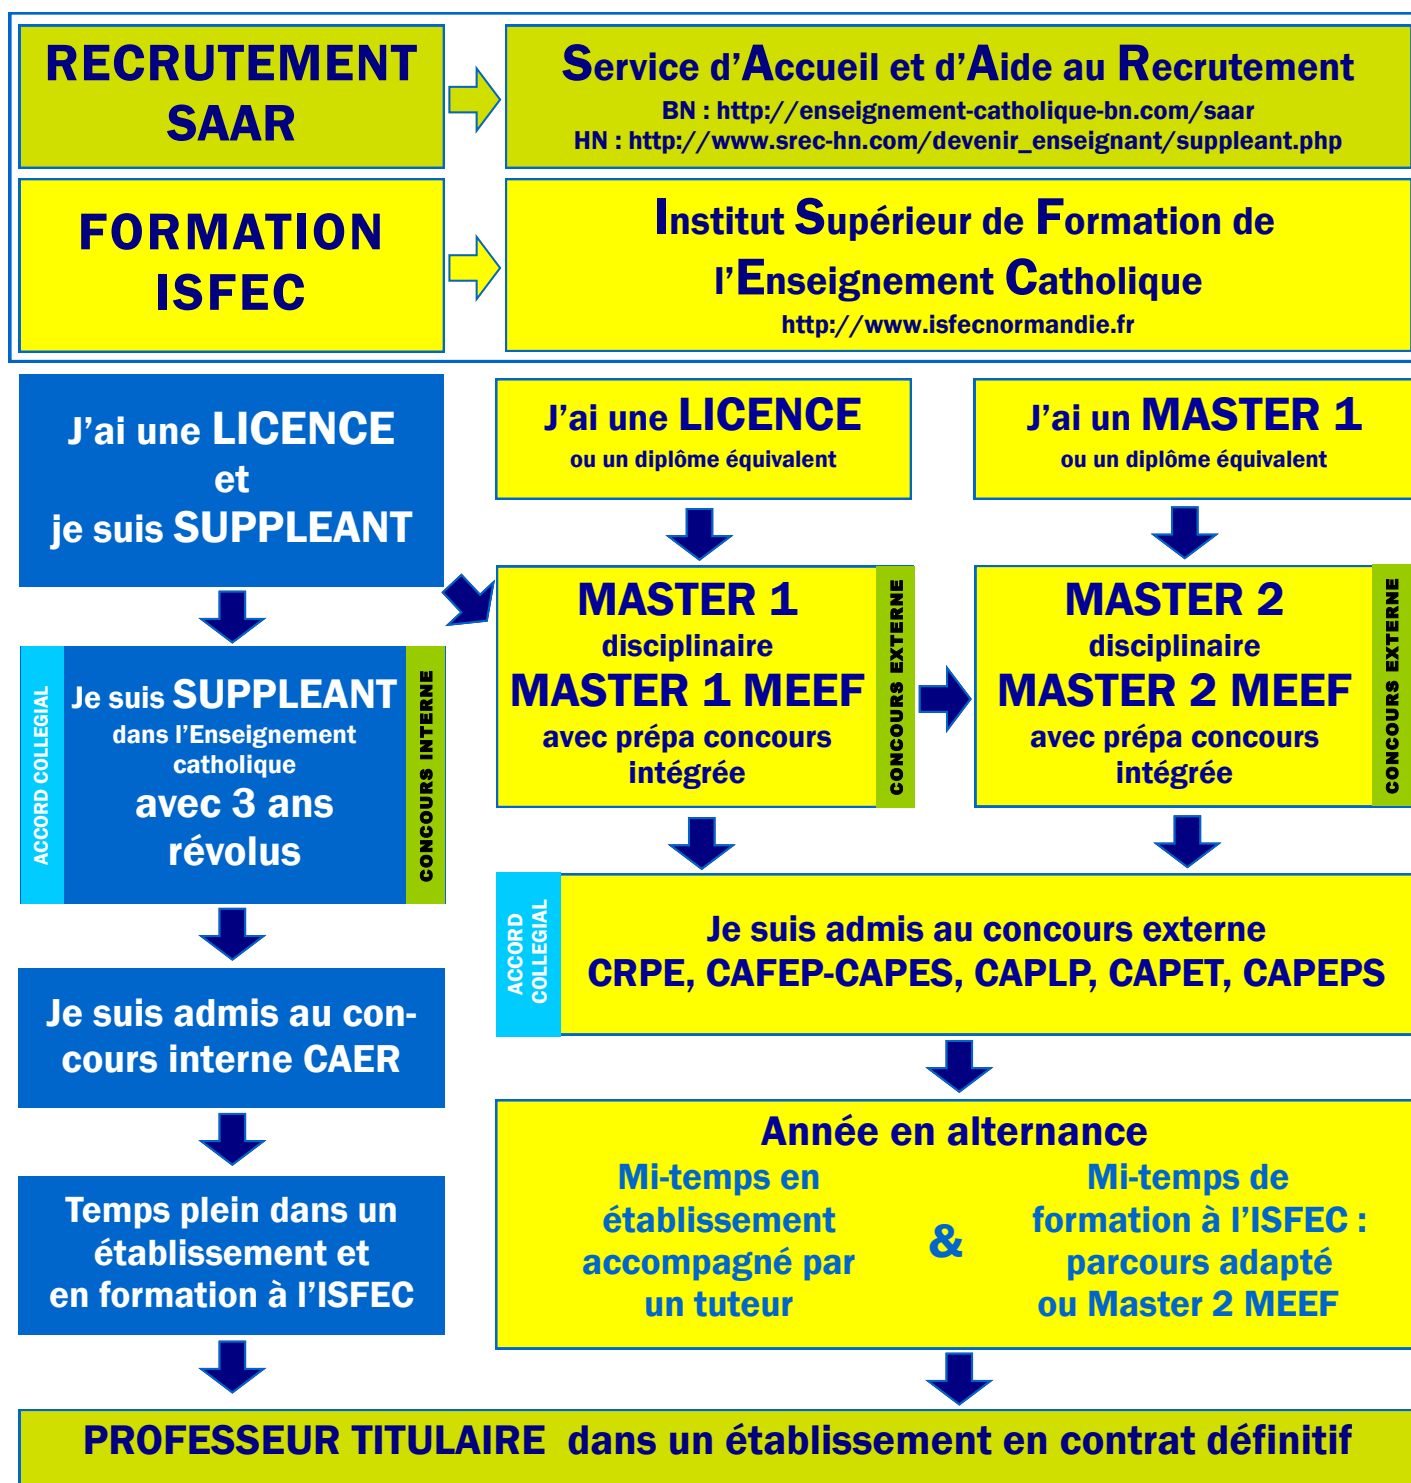 RECRUTEMENT
SAAR
Service d'Accueil et d'Aide au Recrutement
BN : http://enseignement-catholique-bn.com/saar
HN : http://www.srec-hn.com/devenir_enseignant/suppleant.php
FORMATION
ISFEC
Institut Supérieur de Formation de
l'Enseignement Catholique
http://www.isfecnormandie.fr
J'ai une LICENCE
et
je suis SUPPLEANT
J'ai une LICENCE
ou un diplôme équivalent
J'ai un MASTER 1
ou un diplôme équivalent
ACCORD COLLEGIAL
Je suis SUPPLEANT
dans l'Enseignement
catholique
avec 3 ans
révolus
CONCOURS INTERNE
MASTER 1
disciplinaire
MASTER 1 MEEF
avec prépa concours
intégrée
CONCOURS EXTERNE
MASTER 2
disciplinaire
MASTER 2 MEEF
avec prépa concours
intégrée
CONCOURS EXTERNE
ACCORD
COLLEGIAL
Je suis admis au concours externe
CRPE, CAFEP-CAPES, CAPLP, CAPET, CAPEPS
Je suis admis au con-
cours interne CAER
Année en alternance
Mi-temps en
établissement
accompagné par
un tuteur
&
Mi-temps de
formation à l'ISFEC :
parcours adapté
ou Master 2 MEEF
Temps plein dans un
établissement et
en formation à l'ISFEC
PROFESSEUR TITULAIRE dans un établissement en contrat définitif